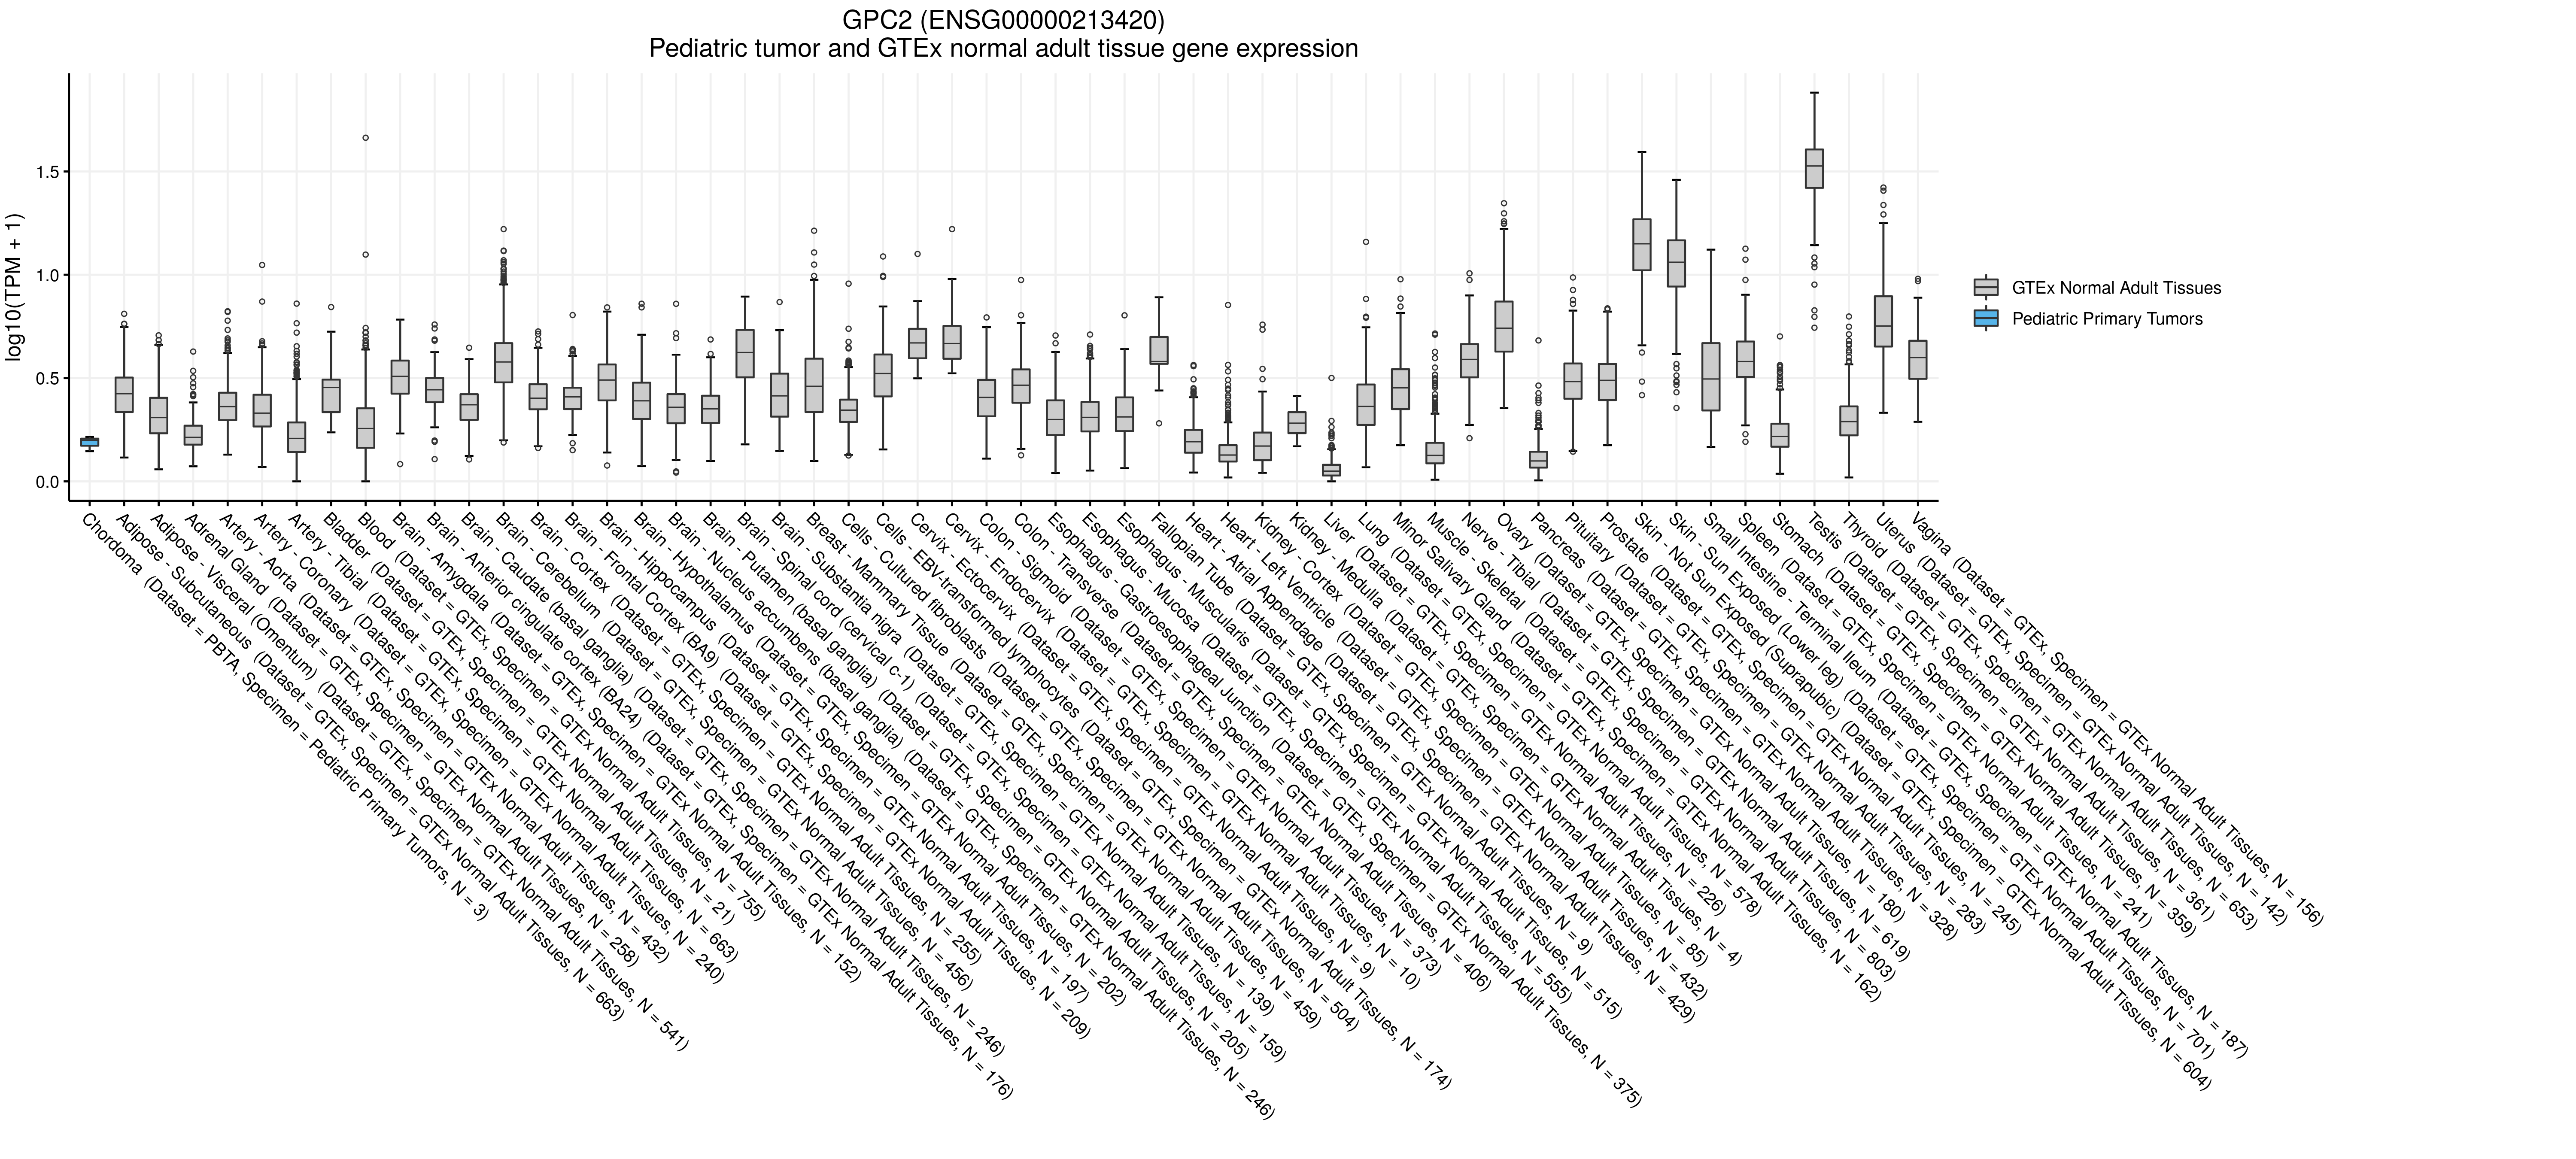 GPC2 (ENSG00000213420)
Pediatric tumor and GTEx normal adult tissue gene expression
log10(TPM + 1)
1.5
1.0
0.5
0.0
GTEx Normal Adult Tissues
Pediatric Primary Tumors
Chordoma (Dataset = PBTA, Specimen = Pediatric Primary Tumors, N = 3)
Adipose - Subcutaneous (Dataset = GTEx, Specimen = GTEx Normal Adult Tissues, N = 663)
Adipose - Visceral (Omentum) (Dataset = GTEx, Specimen = GTEx Normal Adult Tissues, N = 541)
Adrenal Gland (Dataset = GTEx, Specimen = GTEx Normal Adult Tissues, N = 258)
Artery - Aorta (Dataset = GTEx, Specimen = GTEx Normal Adult Tissues, N = 432)
Artery - Coronary (Dataset = GTEx, Specimen = GTEx Normal Adult Tissues, N = 240)
Artery - Tibial (Dataset = GTEx, Specimen = GTEx Normal Adult Tissues, N = 663)
Bladder (Dataset = GTEx, Specimen = GTEx Normal Adult Tissues, N = 21)
Blood (Dataset = GTEx, Specimen = GTEx Normal Adult Tissues, N = 755)
Brain - Amygdala (Dataset = GTEx, Specimen = GTEx Normal Adult Tissues, N = 152)
Brain - Anterior cingulate cortex (BA24) (Dataset = GTEx, Specimen = GTEx Normal Adult Tissues, N = 176)
Brain - Caudate (basal ganglia) (Dataset = GTEx, Specimen = GTEx Normal Adult Tissues, N = 246)
Brain - Cerebellum (Dataset = GTEx, Specimen = GTEx Normal Adult Tissues, N = 456)
Brain - Cortex (Dataset = GTEx, Specimen = GTEx Normal Adult Tissues, N = 255)
Brain - Frontal Cortex (BA9) (Dataset = GTEx, Specimen = GTEx Normal Adult Tissues, N = 209)
Brain - Hippocampus (Dataset = GTEx, Specimen = GTEx Normal Adult Tissues, N = 197)
Brain - Hypothalamus (Dataset = GTEx, Specimen = GTEx Normal Adult Tissues, N = 202)
Brain - Nucleus accumbens (basal ganglia) (Dataset = GTEx, Specimen = GTEx Normal Adult Tissues, N = 246)
Brain - Putamen (basal ganglia) (Dataset = GTEx, Specimen = GTEx Normal Adult Tissues, N = 205)
Brain - Spinal cord (cervical c-1) (Dataset = GTEx, Specimen = GTEx Normal Adult Tissues, N = 159)
Brain - Substantia nigra (Dataset = GTEx, Specimen = GTEx Normal Adult Tissues, N = 139)
Breast - Mammary Tissue (Dataset = GTEx, Specimen = GTEx Normal Adult Tissues, N = 459)
Cells - Cultured fibroblasts (Dataset = GTEx, Specimen = GTEx Normal Adult Tissues, N = 504)
Cells - EBV-transformed lymphocytes (Dataset = GTEx, Specimen = GTEx Normal Adult Tissues, N = 174)
Cervix - Ectocervix (Dataset = GTEx, Specimen = GTEx Normal Adult Tissues, N = 9)
Cervix - Endocervix (Dataset = GTEx, Specimen = GTEx Normal Adult Tissues, N = 10)
Colon - Sigmoid (Dataset = GTEx, Specimen = GTEx Normal Adult Tissues, N = 373)
Colon - Transverse (Dataset = GTEx, Specimen = GTEx Normal Adult Tissues, N = 406)
Esophagus - Gastroesophageal Junction (Dataset = GTEx, Specimen = GTEx Normal Adult Tissues, N = 375)
Esophagus - Mucosa (Dataset = GTEx, Specimen = GTEx Normal Adult Tissues, N = 555)
Esophagus - Muscularis (Dataset = GTEx, Specimen = GTEx Normal Adult Tissues, N = 515)
Fallopian Tube (Dataset = GTEx, Specimen = GTEx Normal Adult Tissues, N = 9)
Heart - Atrial Appendage (Dataset = GTEx, Specimen = GTEx Normal Adult Tissues, N = 429)
Heart - Left Ventricle (Dataset = GTEx, Specimen = GTEx Normal Adult Tissues, N = 432)
Kidney - Cortex (Dataset = GTEx, Specimen = GTEx Normal Adult Tissues, N = 85)
Kidney - Medulla (Dataset = GTEx, Specimen = GTEx Normal Adult Tissues, N = 4)
Liver (Dataset = GTEx, Specimen = GTEx Normal Adult Tissues, N = 226)
Lung (Dataset = GTEx, Specimen = GTEx Normal Adult Tissues, N = 578)
Minor Salivary Gland (Dataset = GTEx, Specimen = GTEx Normal Adult Tissues, N = 162)
Muscle - Skeletal (Dataset = GTEx, Specimen = GTEx Normal Adult Tissues, N = 803)
Nerve - Tibial (Dataset = GTEx, Specimen = GTEx Normal Adult Tissues, N = 619)
Ovary (Dataset = GTEx, Specimen = GTEx Normal Adult Tissues, N = 180)
Pancreas (Dataset = GTEx, Specimen = GTEx Normal Adult Tissues, N = 328)
Pituitary (Dataset = GTEx, Specimen = GTEx Normal Adult Tissues, N = 283)
Prostate (Dataset = GTEx, Specimen = GTEx Normal Adult Tissues, N = 245)
Skin - Not Sun Exposed (Suprapubic) (Dataset = GTEx, Specimen = GTEx Normal Adult Tissues, N = 604)
Skin - Sun Exposed (Lower leg) (Dataset = GTEx, Specimen = GTEx Normal Adult Tissues, N = 701)
Small Intestine - Terminal Ileum (Dataset = GTEx, Specimen = GTEx Normal Adult Tissues, N = 187)
Spleen (Dataset = GTEx, Specimen = GTEx Normal Adult Tissues, N = 241)
Stomach (Dataset = GTEx, Specimen = GTEx Normal Adult Tissues, N = 359)
Testis (Dataset = GTEx, Specimen = GTEx Normal Adult Tissues, N = 361)
Thyroid (Dataset = GTEx, Specimen = GTEx Normal Adult Tissues, N = 653)
Uterus (Dataset = GTEx, Specimen = GTEx Normal Adult Tissues, N = 142)
Vagina (Dataset = GTEx, Specimen = GTEx Normal Adult Tissues, N = 156)